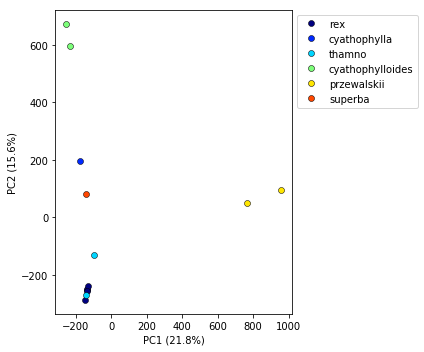 rex
cyathophylla
thamno
cyathophylloides
przewalskii
superba
PC2 (15.6%)
600
400
200
0
−200
−200 0 200 400 600 800 1000
PC1 (21.8%)